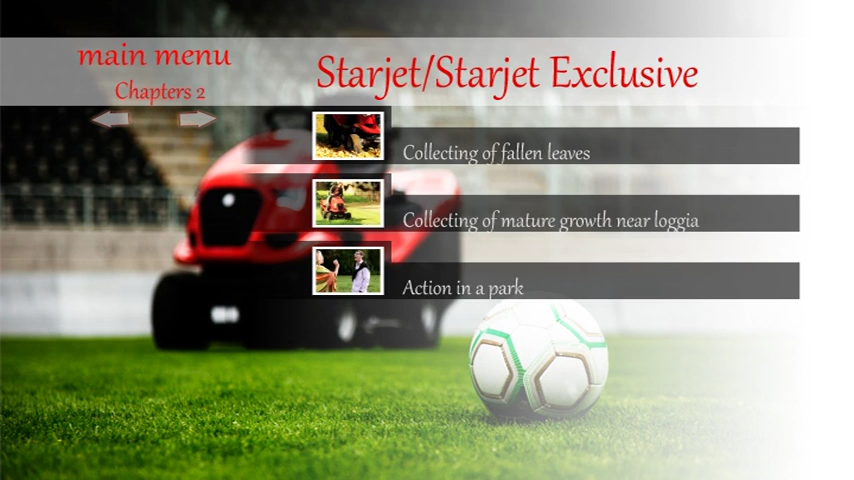 main menu
Chapters 2
Starjet/Starjet Exclusive
Collecting of fallen leaves
Collecting of mature growth near loggia
Action in a park